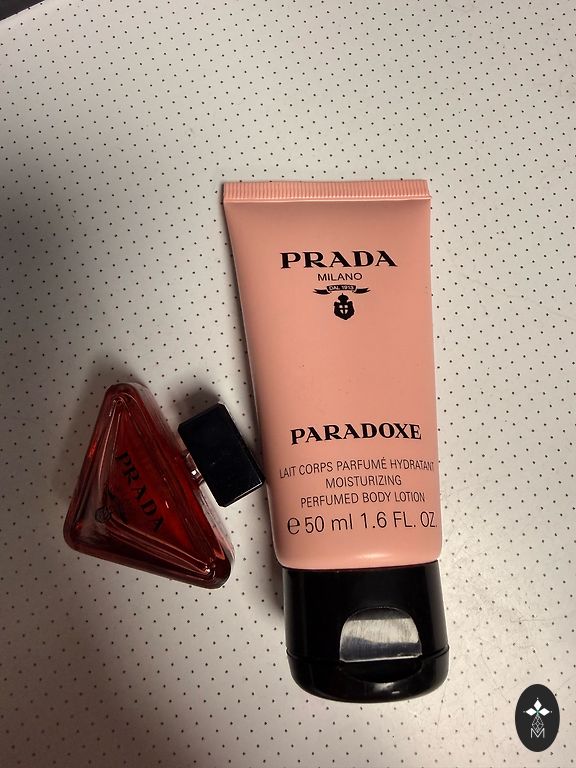 PRADA
MILANO
DAL 1913
PARADOXE
LAIT CORPS PARFUMÉ HYDRATANT
MOISTURIZING
PERFUMED BODY LOTION
e 50 ml 1.6 FL. OZ.
PRADA